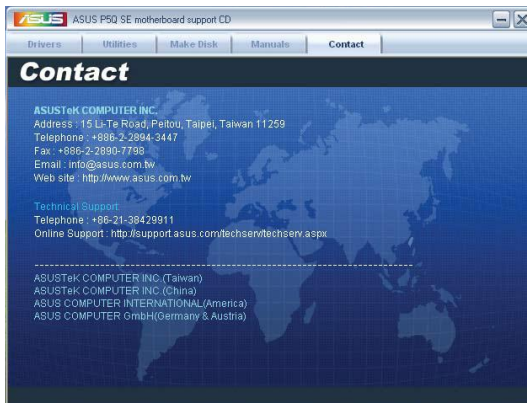 ASUS ASUS P5Q SE motherboard support CD
Drivers Utilities Make Disk Manuals Contact
Contact
ASUSTeK COMPUTER INC.
Address : 15 Li-Te Road, Peitou, Taipei, Taiwan 11259
Telephone : +886-2-2894-3447
Fax : +886-2-2890-7798
Email : info@asus.com.tw
Web site : http://www.asus.com.tw
Technical Support
Telephone : +86-21-38429911
Online Support : http://support.asus.com/techserv/techserv.aspx
ASUSTeK COMPUTER INC.(Taiwan)
ASUSTeK COMPUTER INC.(China)
ASUS COMPUTER INTERNATIONAL(America)
ASUS COMPUTER GmbH(Germany & Austria)